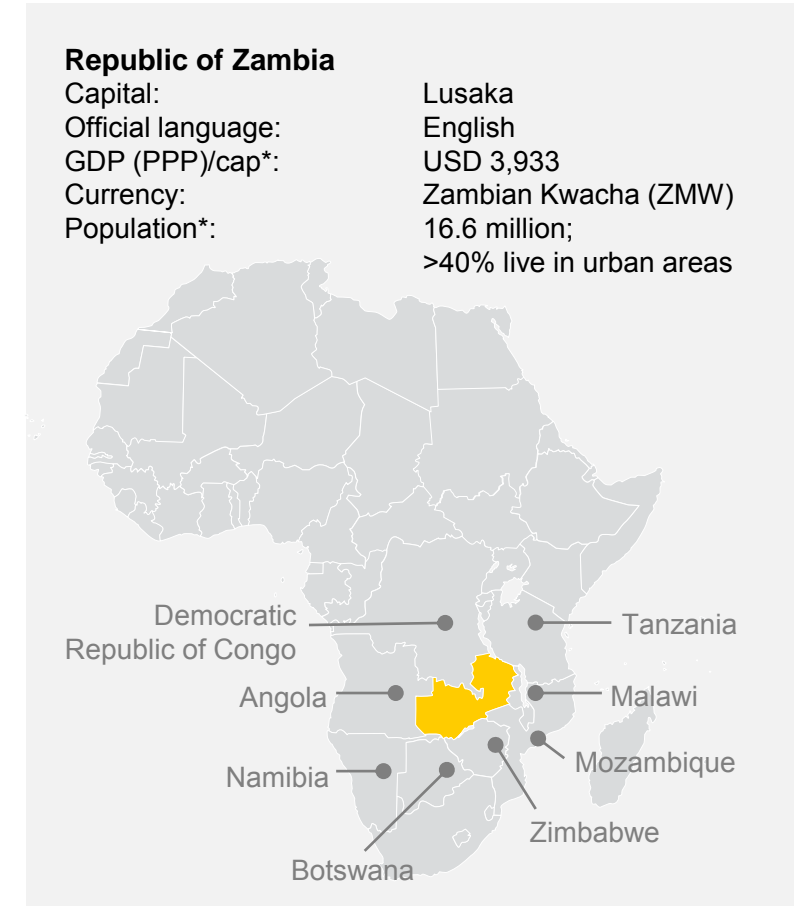 Republic of Zambia
Capital: Lusaka
Official language: English
GDP (PPP)/cap*: USD 3,933
Currency: Zambian Kwacha (ZMW)
Population*: 16.6 million;
>40% live in urban areas
Democratic
Republic of Congo
Tanzania
Angola
Malawi
Namibia
Mozambique
Zimbabwe
Botswana